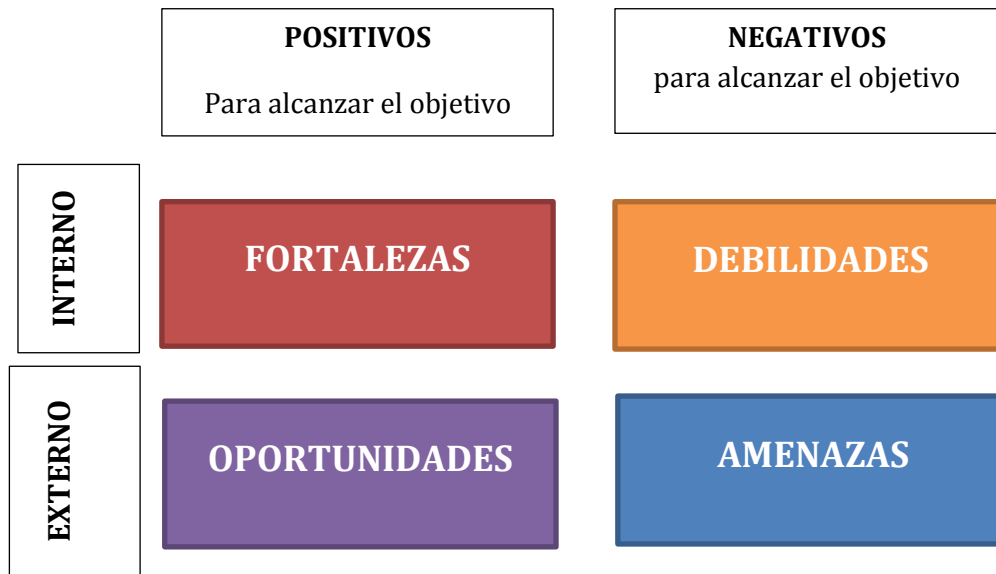 POSITIVOS
Para alcanzar el objetivo
NEGATIVOS
para alcanzar el objetivo
INTERNO
FORTALEZAS
DEBILIDADES
EXTERNO
OPORTUNIDADES
AMENAZAS